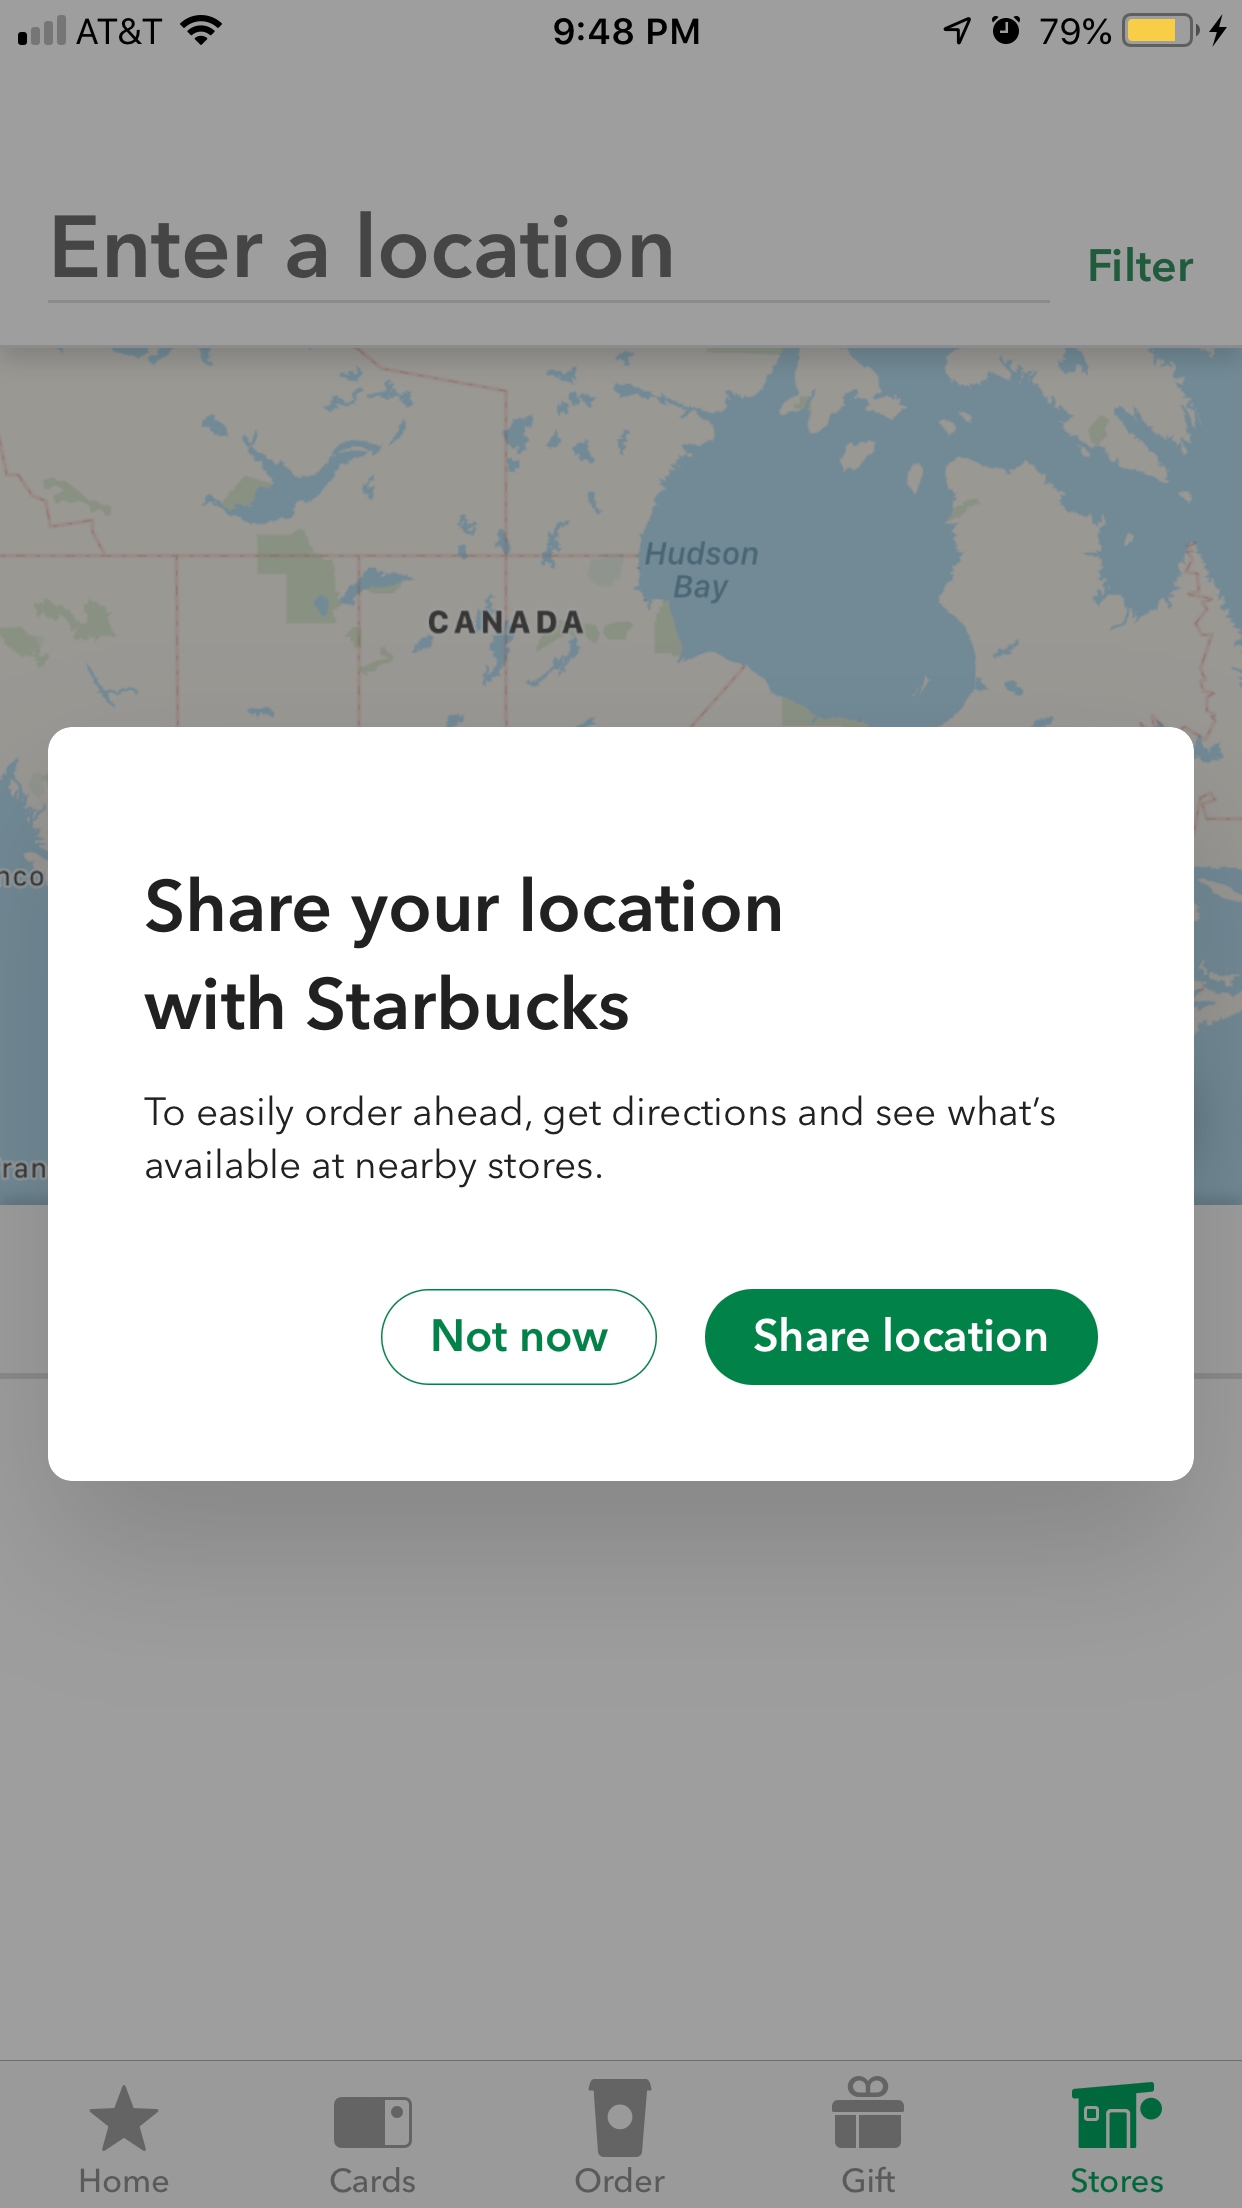 AT&T 9:48 PM 79%
Enter a location
Filter
Hudson
Bay
CANADA
nco
Share your location
with Starbucks
To easily order ahead, get directions and see what's
available at nearby stores.
ran
Not now Share location
Home Cards Order Gift Stores